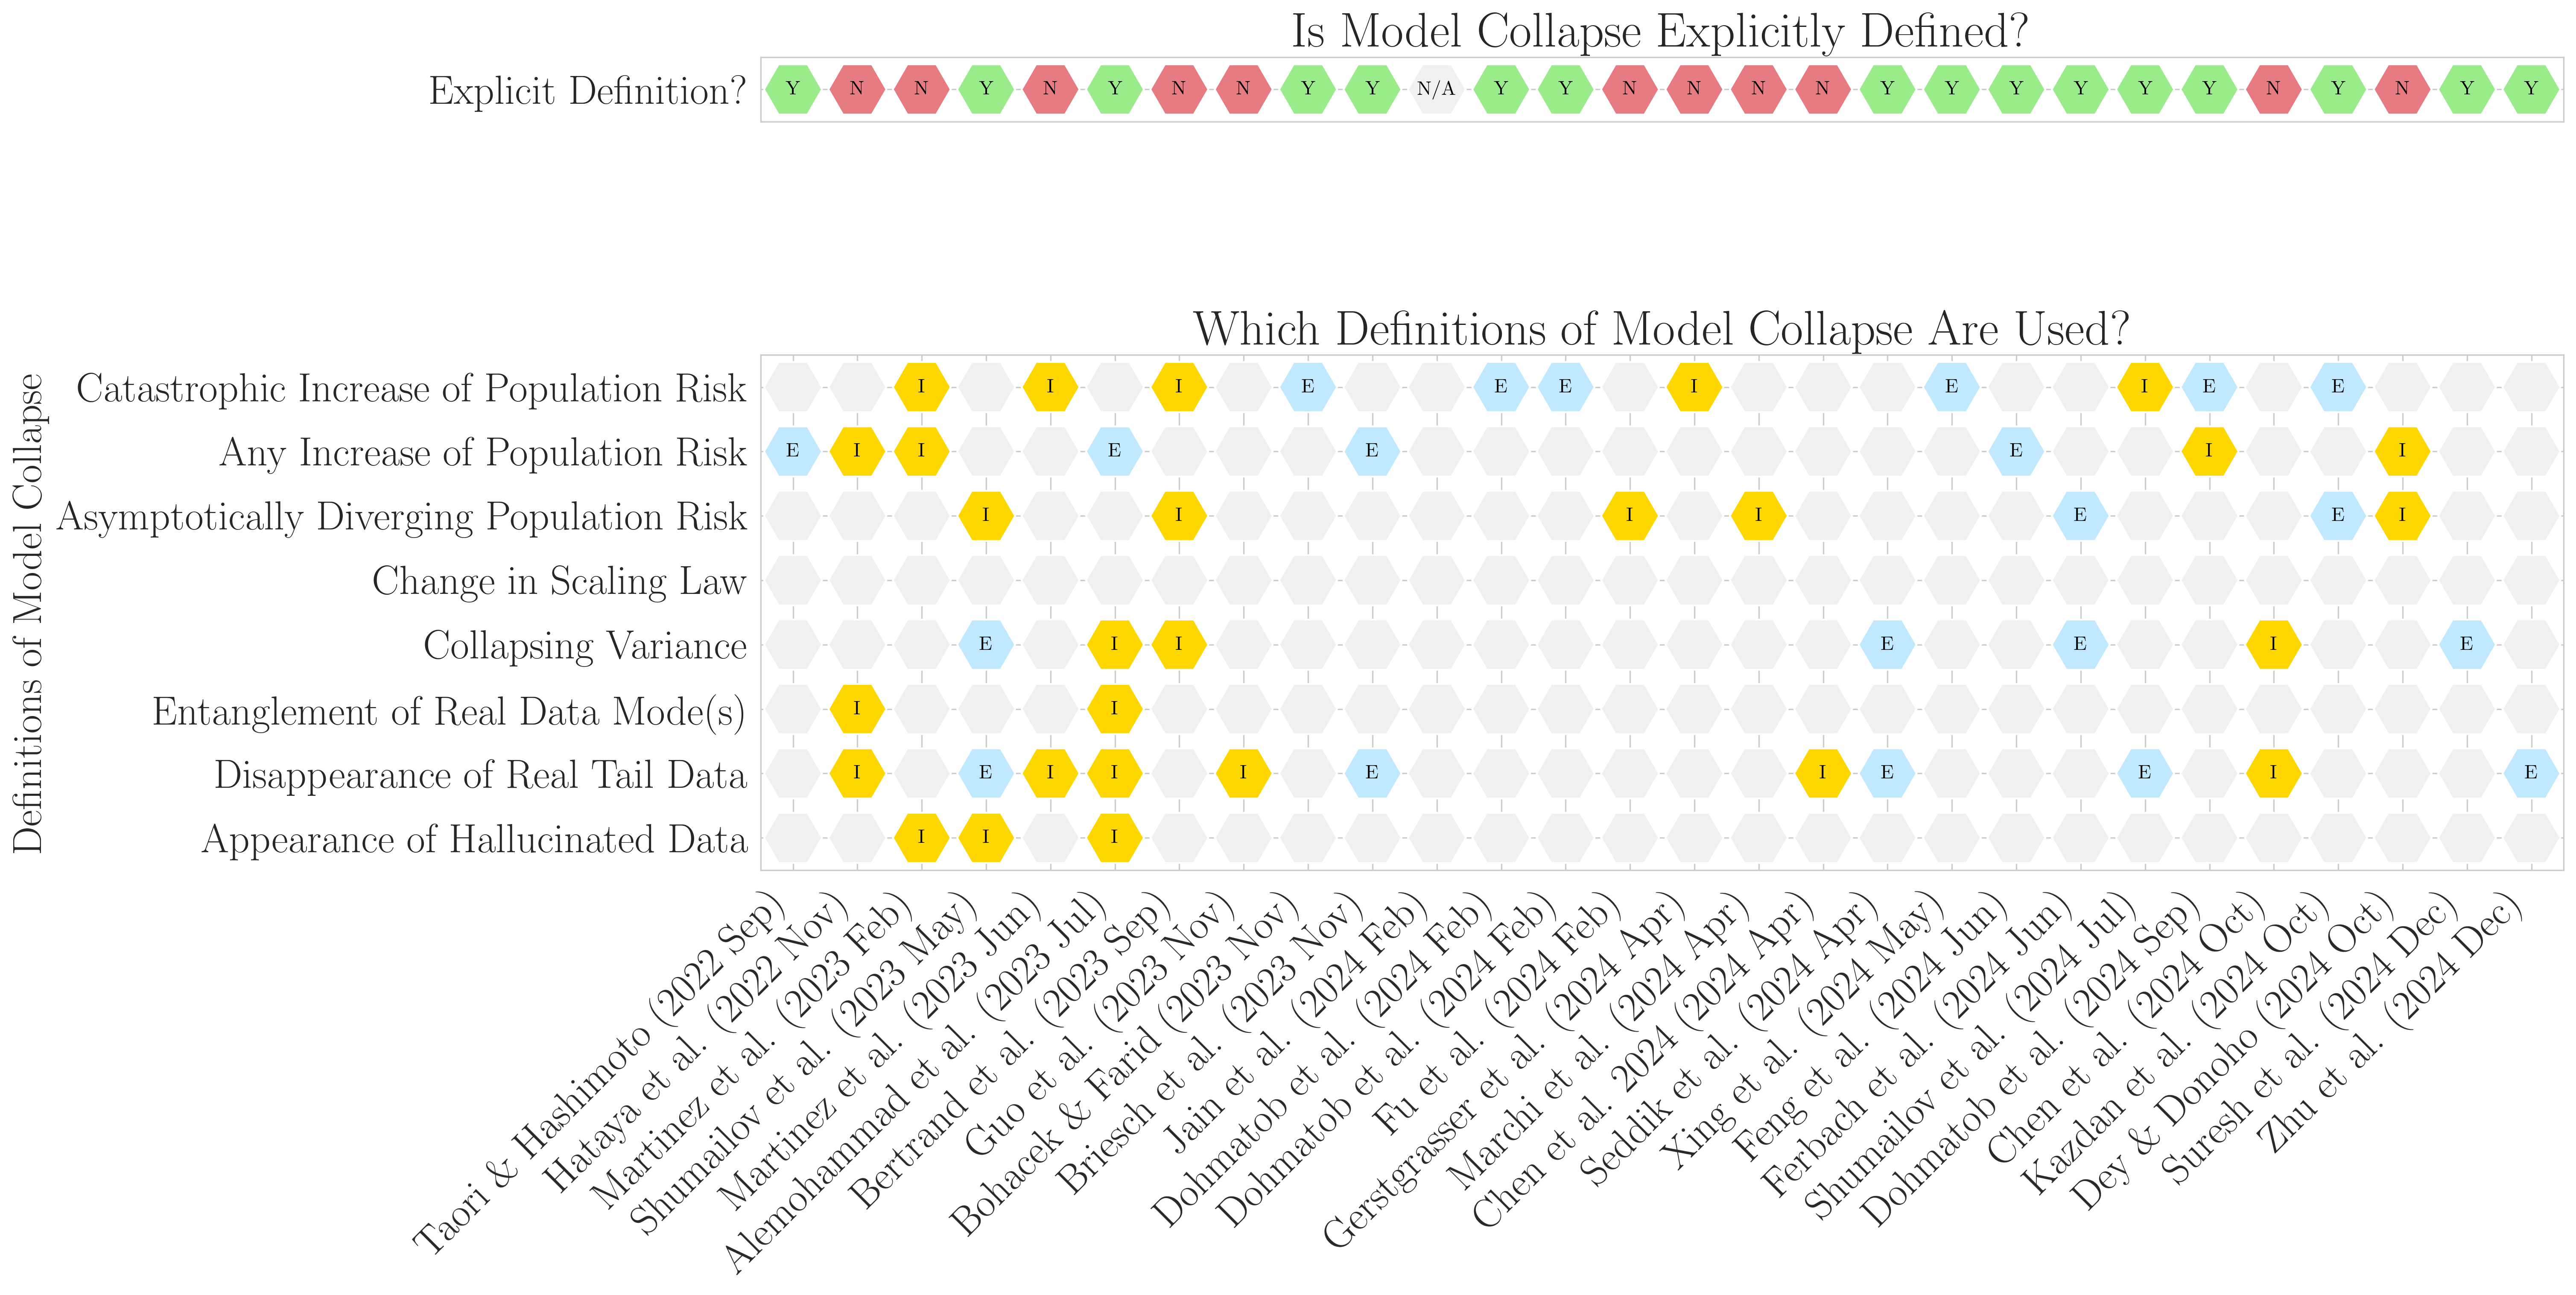 Is Model Collapse Explicitly Defined?
Explicit Definition? Y N N Y N Y N N Y Y N/A Y Y N N N N Y Y Y Y Y Y N Y N Y Y
Which Definitions of Model Collapse Are Used?
Definitions of Model Collapse
Catastrophic Increase of Population Risk I I I E E E I E I E E
Any Increase of Population Risk E I I E E E I I
Asymptotically Diverging Population Risk I I I I E E I
Change in Scaling Law
Collapsing Variance E I I E E I E
Entanglement of Real Data Mode(s) I I
Disappearance of Real Tail Data I E I I I E I E E I E
Appearance of Hallucinated Data I I I
Taori & Hashimoto (2022 Sep)
Hataya et al. (2022 Nov)
Martinez et al. (2023 Feb)
Shumailov et al. (2023 May)
Martinez et al. (2023 Jun)
Alemohammad et al. (2023 Jul)
Bertrand et al. (2023 Sep)
Guo et al. (2023 Nov)
Bohacek & Farid (2023 Nov)
Briesch et al. (2023 Nov)
Jain et al. (2024 Feb)
Dohmatob et al. (2024 Feb)
Dohmatob et al. (2024 Feb)
Fu et al. (2024 Feb)
Gerstgrasser et al. (2024 Apr)
Marchi et al. (2024 Apr)
Chen et al. 2024 (2024 Apr)
Seddik et al. (2024 Apr)
Xing et al. (2024 May)
Feng et al. (2024 Jun)
Ferbach et al. (2024 Jun)
Shumailov et al. (2024 Jul)
Dohmatob et al. (2024 Sep)
Chen et al. (2024 Oct)
Kazdan et al. (2024 Oct)
Dey & Donoho (2024 Oct)
Suresh et al. (2024 Dec)
Zhu et al. (2024 Dec)